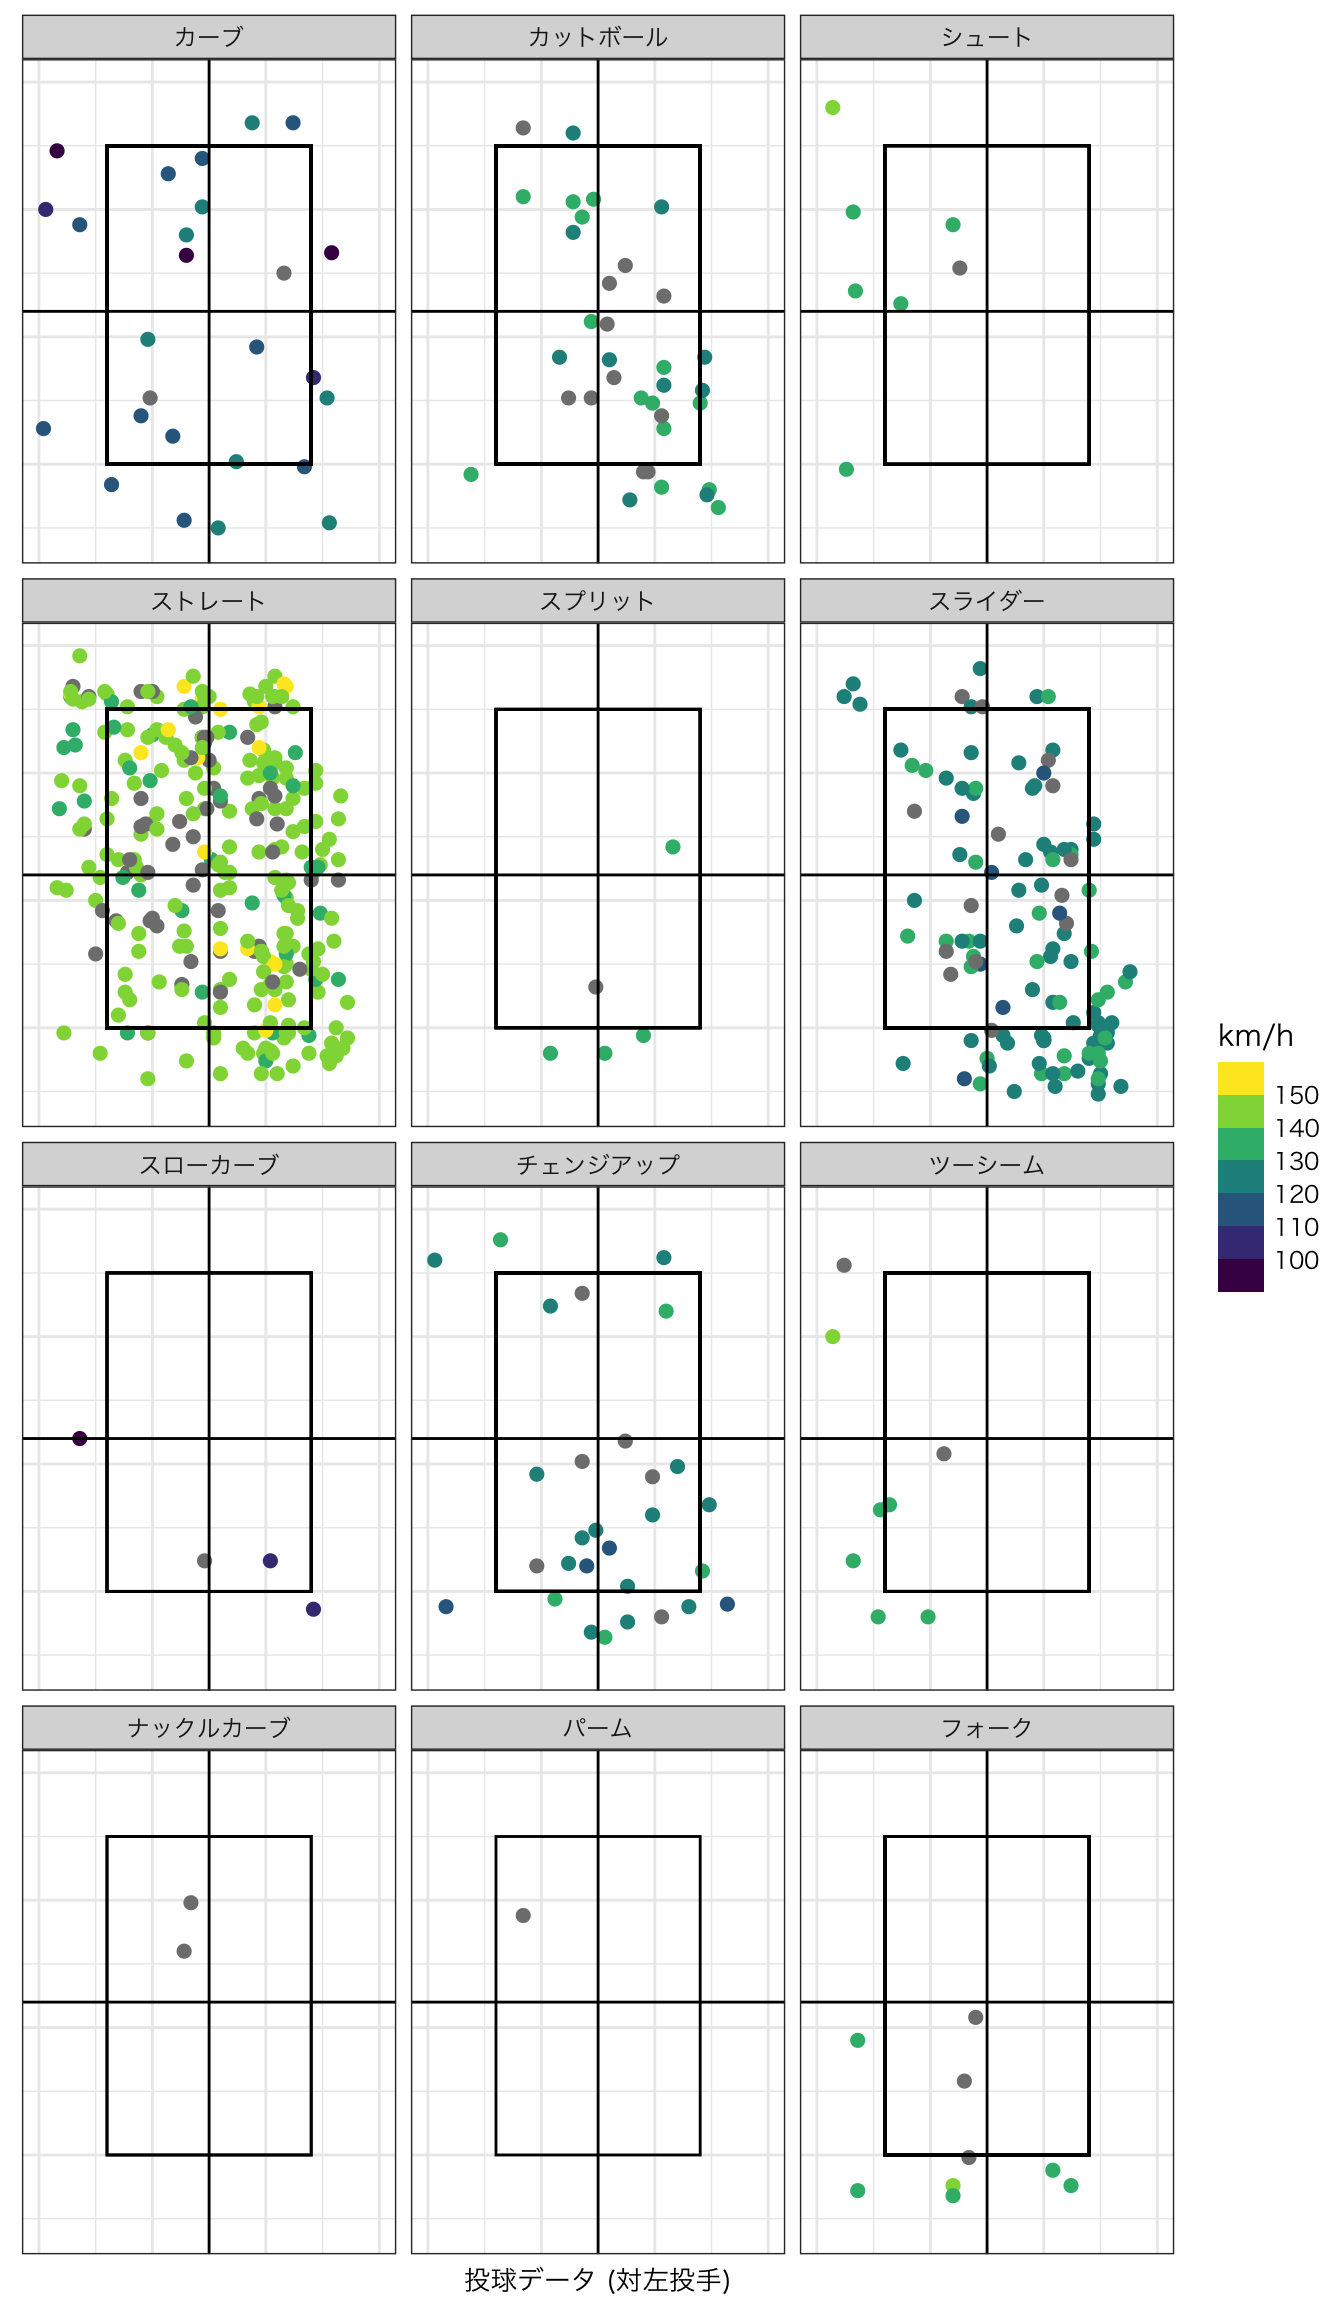 カーブ
カットボール
シュート
ストレート
スプリット
スライダー
スローカーブ
チェンジアップ
ツーシーム
ナックルカーブ
パーム
フォーク
km/h
150
140
130
120
110
100
投球データ (対左投手)